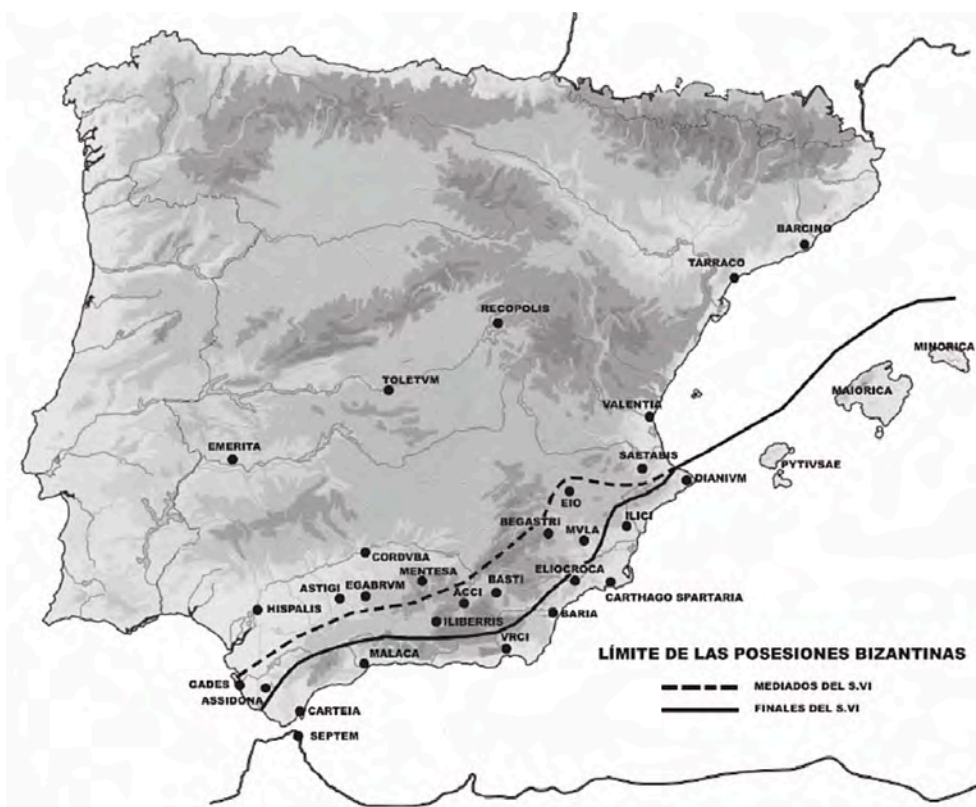 BARCINO
TARRACO
RECOPOLIS
MINORICA
MAIORICA
TOLETVM
VALENTIA
EMERITA
SAETABIS
PYTIVSAE
DIANIVM
EIO
BEGASTRI
MVLA
ILICI
CORDVBA
MENTESA
ELIOCROCA
ASTIGI
EGABRVM
BASTI
ACCI
CARTHAGO SPARTARIA
HISPALIS
BARIA
ILIBERRIS
VRCI
MALACA
LÍMITE DE LAS POSESIONES BIZANTINAS
GADES
ASSIDONA
MEDIADOS DEL S.VI
CARTEIA
FINALES DEL S.VI
SEPTEM